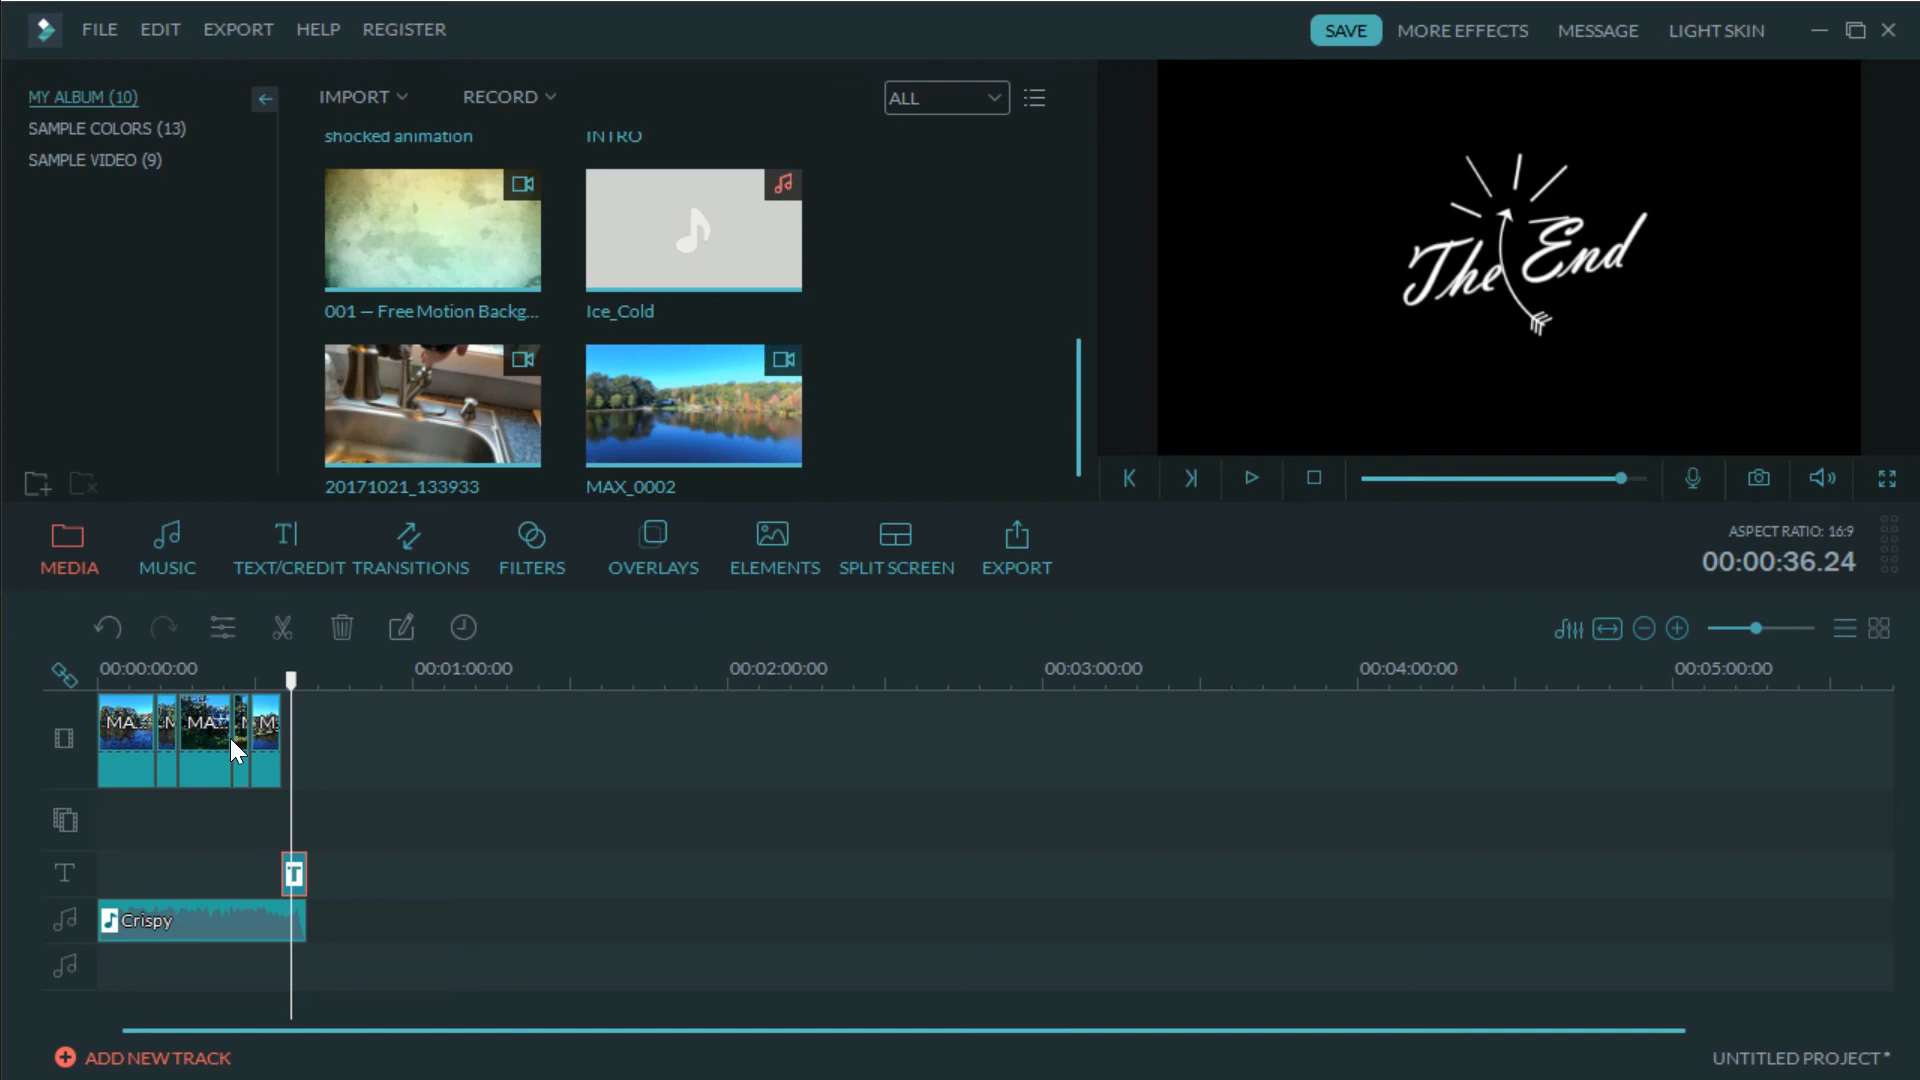 FILE EDIT EXPORT HELP REGISTER SAVE MORE EFFECTS MESSAGE LIGHT SKIN
MY ALBUM (10)
SAMPLE COLORS (13)
SAMPLE VIDEO (9)
IMPORT RECORD ALL
shocked animation INTRO
001 — Free Motion Backg... Ice_Cold
20171021_133933 MAX_0002
The End
MEDIA MUSIC TEXT/CREDIT TRANSITIONS FILTERS OVERLAYS ELEMENTS SPLIT SCREEN EXPORT
ASPECT RATIO: 16:9
00:00:36.24
00:00:00:00 00:01:00:00 00:02:00:00 00:03:00:00 00:04:00:00 00:05:00:00
MA... M MA... M M
T
Crispy
ADD NEW TRACK
UNTITLED PROJECT *